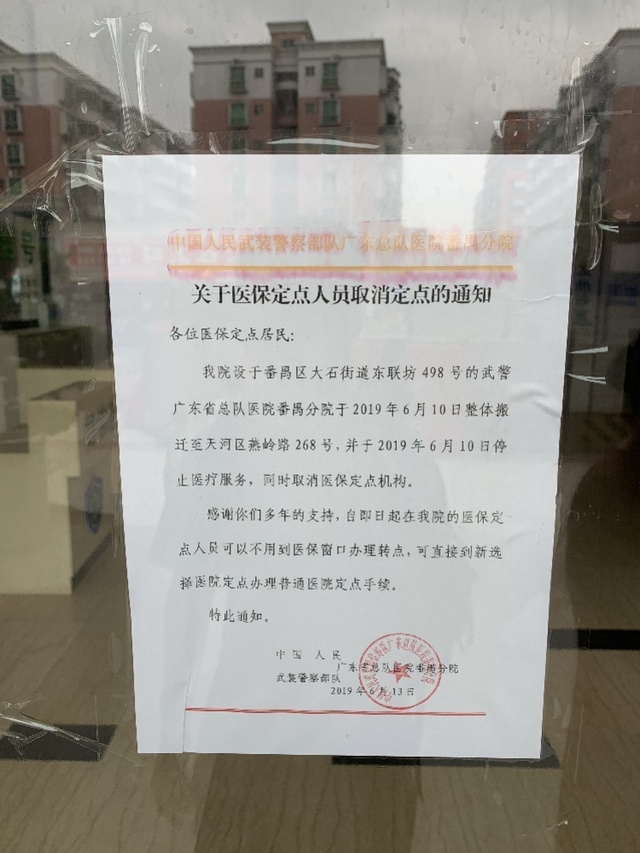 中国人民武装警察部队广东总队医院番禺分院
关于医保定点人员取消定点的通知
各位医保定点居民：
我院设于番禺区大石街道东联坊498号的武警
广东省总队医院番禺分院于2019年6月10日整体搬
迁至天河区燕岭路268号，并于2019年6月10日停
止医疗服务，同时取消医保定点机构。
感谢你们多年的支持，自即日起在我院的医保定
点人员可以不用到医保窗口办理转点，可直接到新选
择医院定点办理普通医院定点手续。
特此通知。
中国人民
武装警察部队
广东省总队医院番禺分院
2019年6月13日